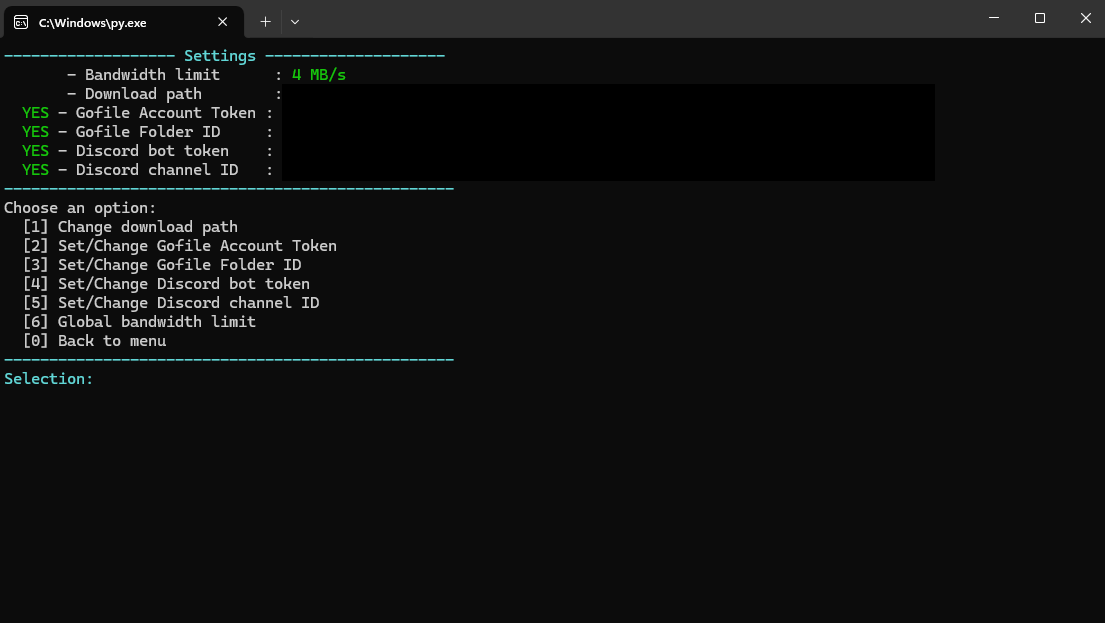 C:\Windows\py.exe
------------------- Settings --------------------
- Bandwidth limit : 4 MB/s
- Download path :
YES - Gofile Account Token :
YES - Gofile Folder ID :
YES - Discord bot token :
YES - Discord channel ID :
--------------------------------------------------
Choose an option:
[1] Change download path
[2] Set/Change Gofile Account Token
[3] Set/Change Gofile Folder ID
[4] Set/Change Discord bot token
[5] Set/Change Discord channel ID
[6] Global bandwidth limit
[0] Back to menu
--------------------------------------------------
Selection: